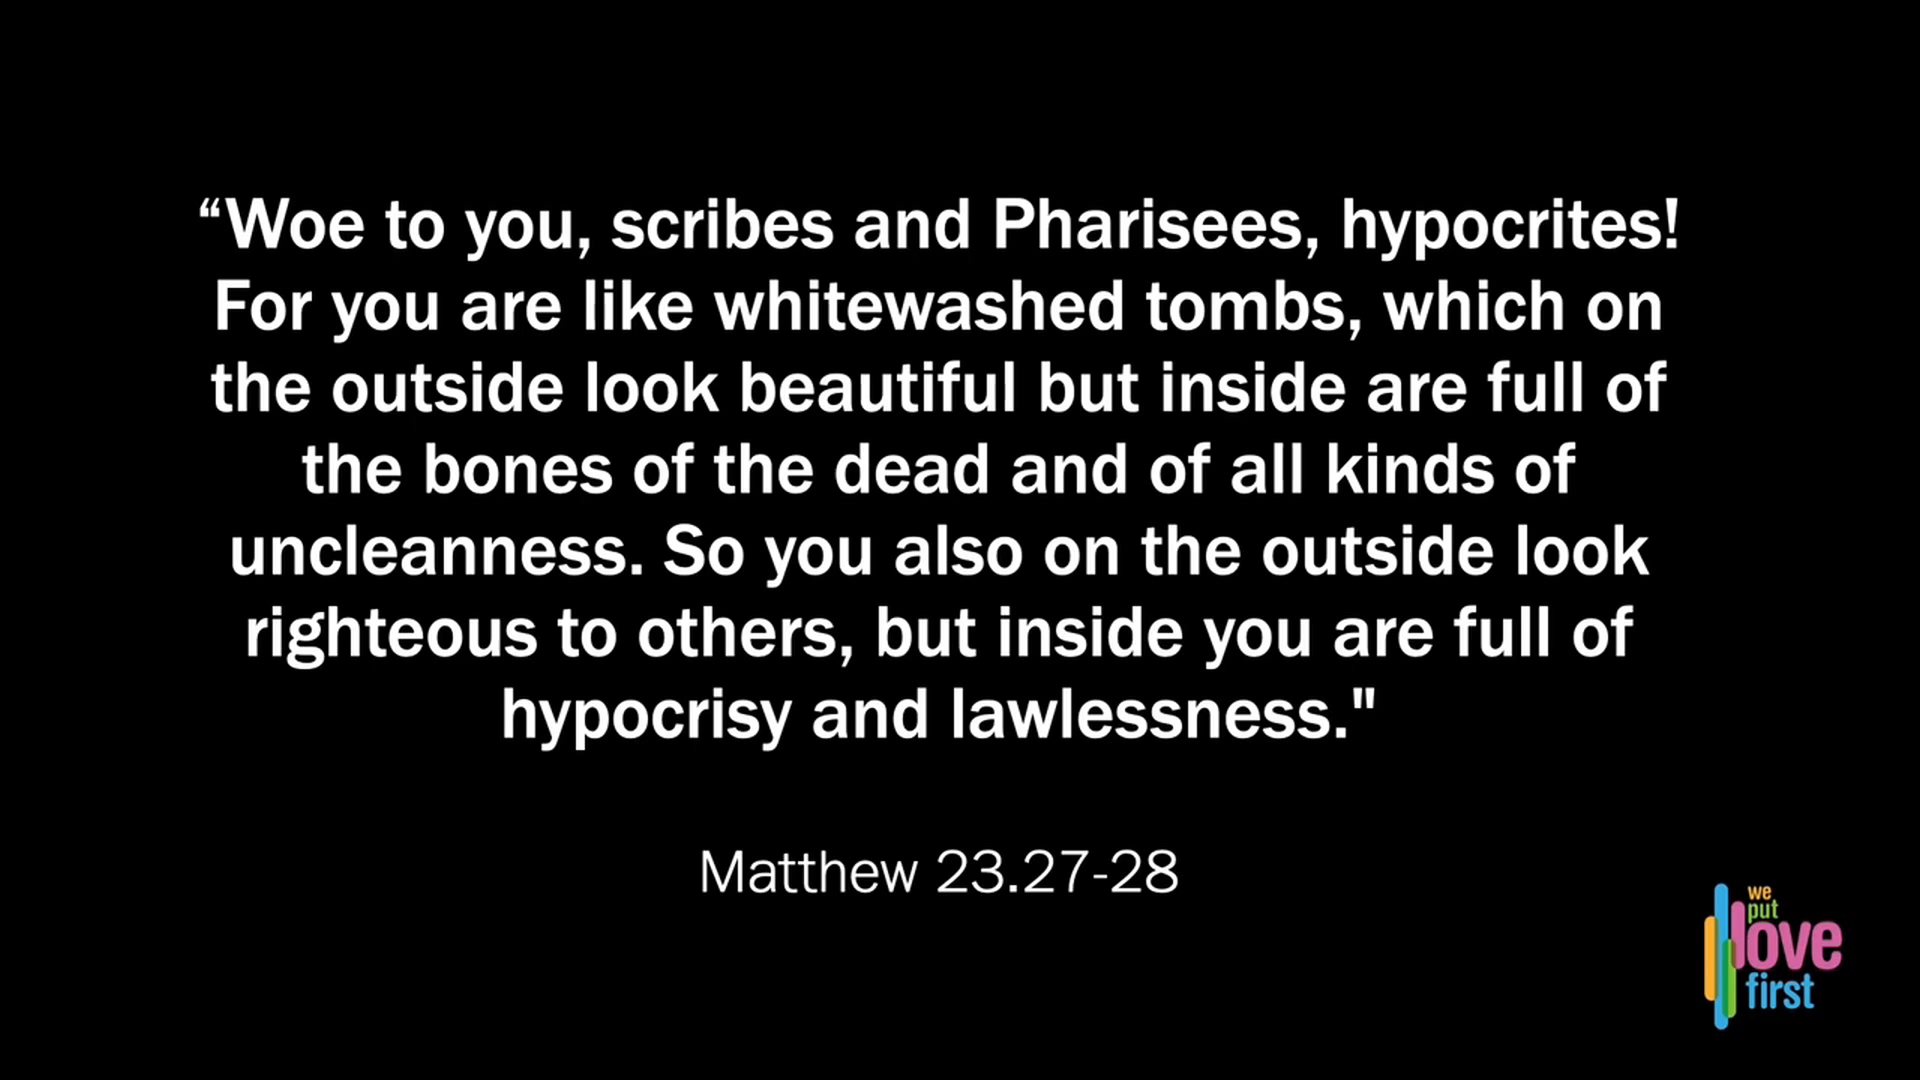 “Woe to you, scribes and Pharisees, hypocrites!
For you are like whitewashed tombs, which on
the outside look beautiful but inside are full of
the bones of the dead and of all kinds of
uncleanness. So you also on the outside look
righteous to others, but inside you are full of
hypocrisy and lawlessness."
Matthew 23.27-28
we
put
love
first